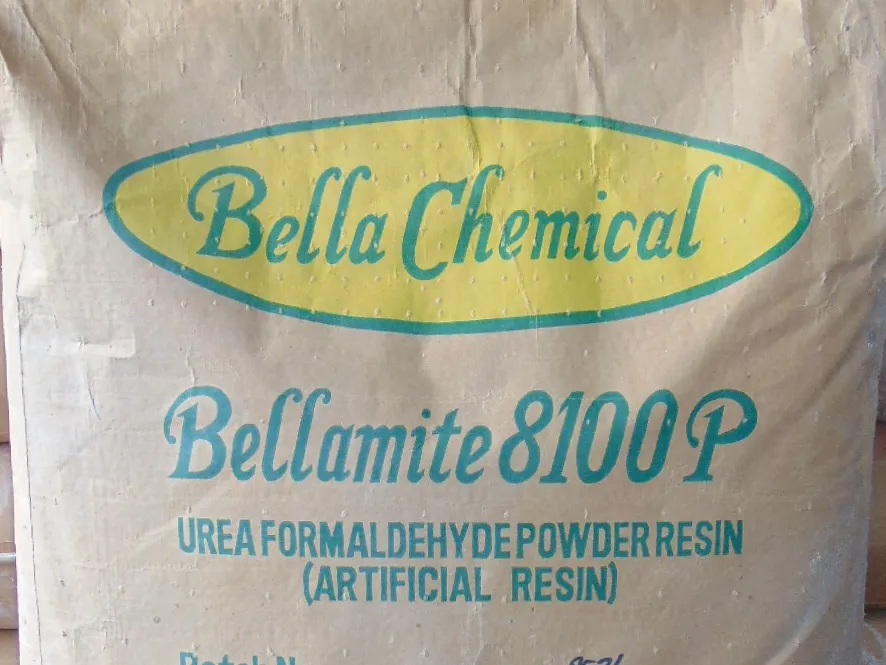 Bella Chemical
Bellamite 8100 P
UREA FORMALDEHYDE POWDER RESIN
(ARTIFICIAL RESIN)